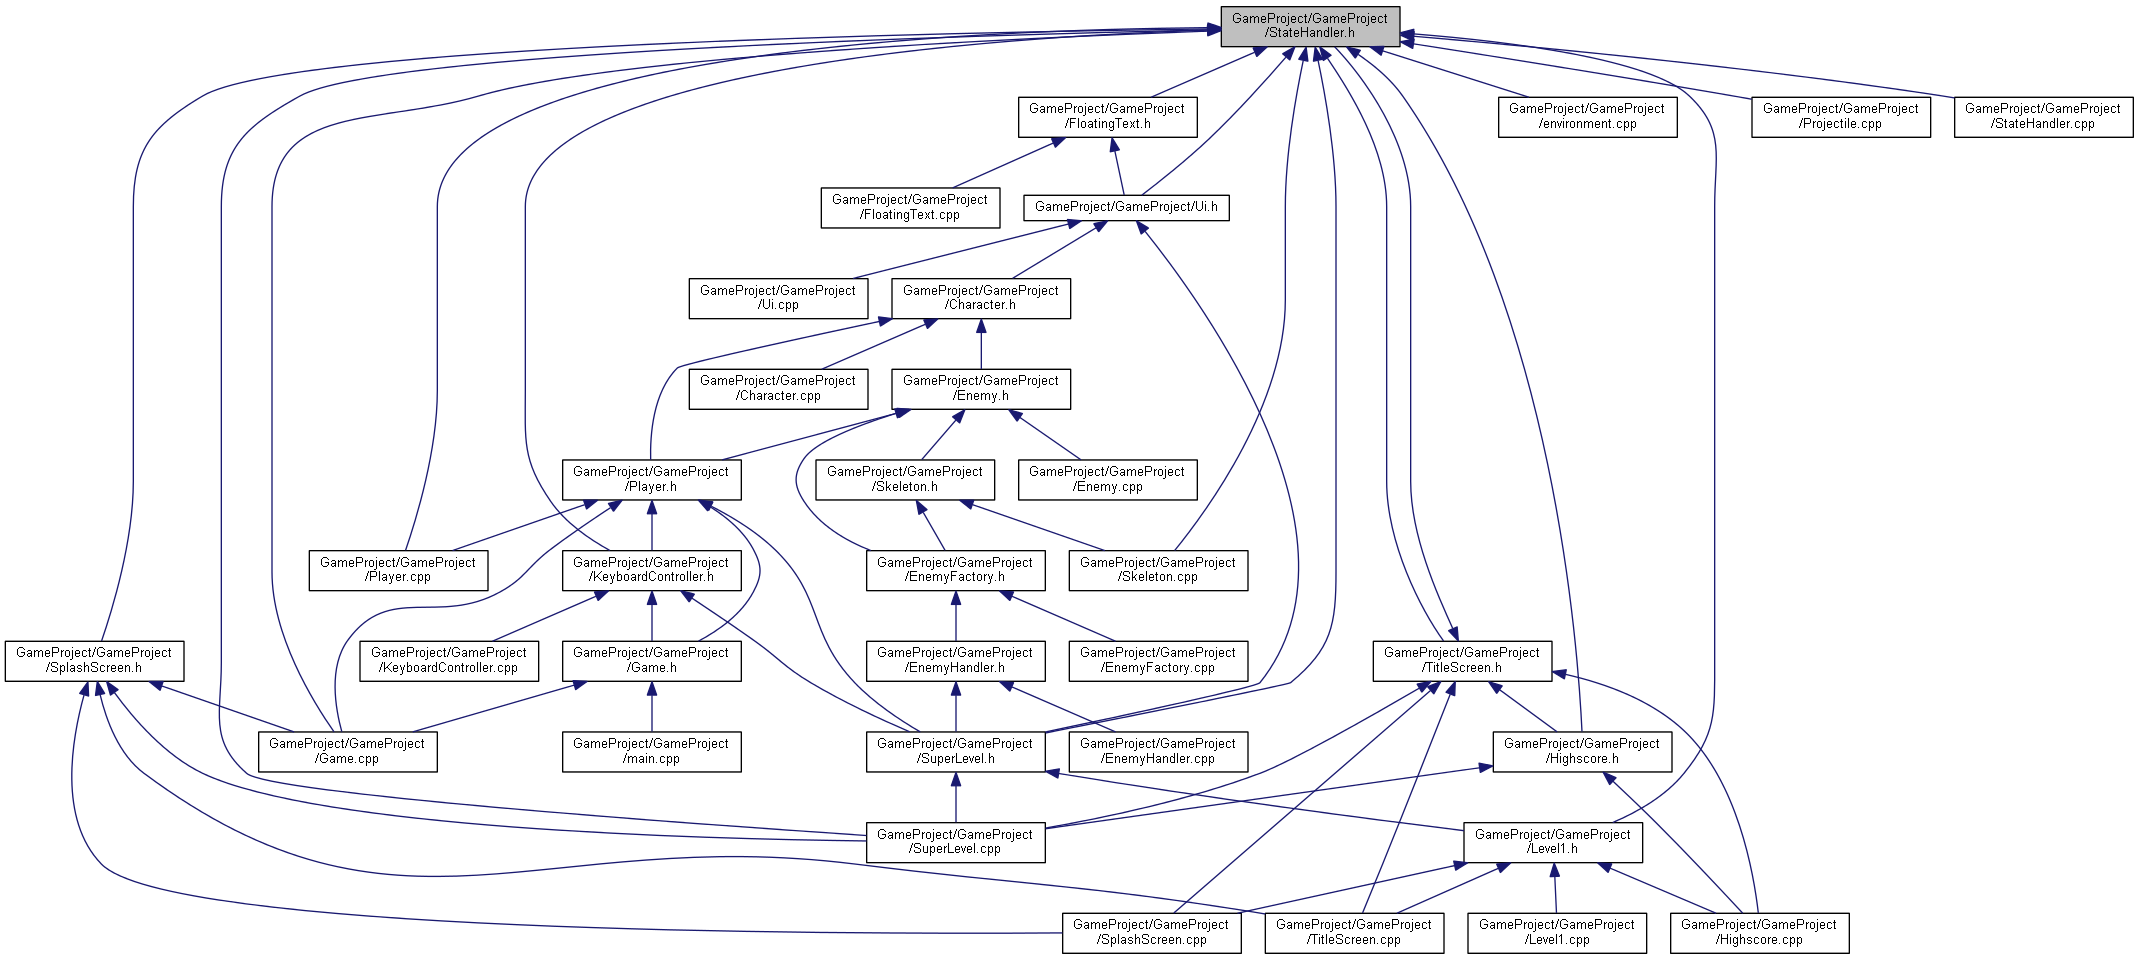 GameProject/GameProject
/StateHandler.h
GameProject/GameProject
/FloatingText.h
GameProject/GameProject
/environment.cpp
GameProject/GameProject
/Projectile.cpp
GameProject/GameProject
/StateHandler.cpp
GameProject/GameProject
/FloatingText.cpp
GameProject/GameProject/Ui.h
GameProject/GameProject
/Ui.cpp
GameProject/GameProject
/Character.h
GameProject/GameProject
/Character.cpp
GameProject/GameProject
/Enemy.h
GameProject/GameProject
/Player.h
GameProject/GameProject
/Skeleton.h
GameProject/GameProject
/Enemy.cpp
GameProject/GameProject
/Player.cpp
GameProject/GameProject
/KeyboardController.h
GameProject/GameProject
/EnemyFactory.h
GameProject/GameProject
/Skeleton.cpp
GameProject/GameProject
/SplashScreen.h
GameProject/GameProject
/KeyboardController.cpp
GameProject/GameProject
/Game.h
GameProject/GameProject
/EnemyHandler.h
GameProject/GameProject
/EnemyFactory.cpp
GameProject/GameProject
/TitleScreen.h
GameProject/GameProject
/Game.cpp
GameProject/GameProject
/main.cpp
GameProject/GameProject
/SuperLevel.h
GameProject/GameProject
/EnemyHandler.cpp
GameProject/GameProject
/Highscore.h
GameProject/GameProject
/SuperLevel.cpp
GameProject/GameProject
/Level1.h
GameProject/GameProject
/SplashScreen.cpp
GameProject/GameProject
/TitleScreen.cpp
GameProject/GameProject
/Level1.cpp
GameProject/GameProject
/Highscore.cpp